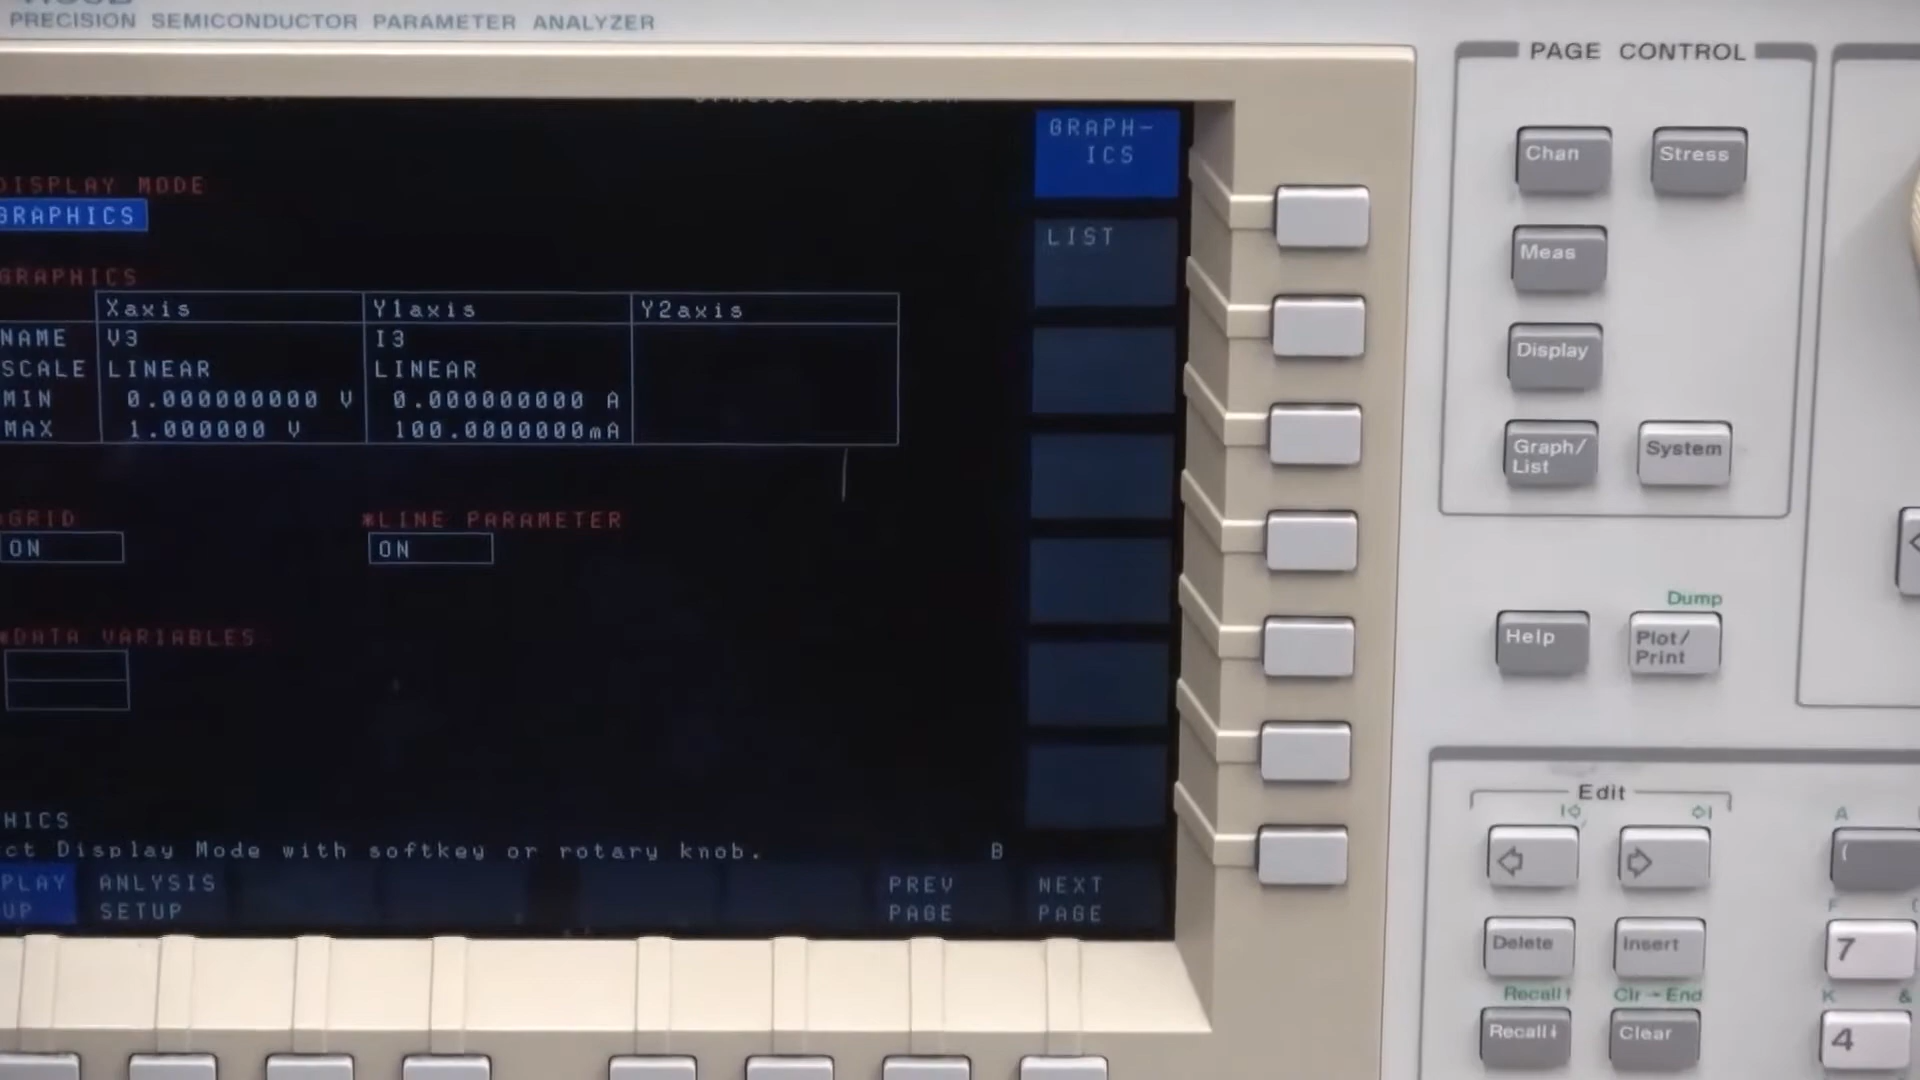 PRECISION SEMICONDUCTOR PARAMETER ANALYZER
PAGE CONTROL
GRAPH-
ICS
Chan
Stress
DISPLAY MODE
GRAPHICS
LIST
Meas
GRAPHICS
Xaxis Y1axis Y2axis
NAME V3 I3
SCALE LINEAR LINEAR
MIN 0.000000000 V 0.000000000 A
MAX 1.000000 V 100.0000000mA
Display
Graph/
List
System
GRID
*LINE PARAMETER
ON
ON
Dump
Help
Plot/
Print
*DATA VARIABLES
Edit
HICS
ct Display Mode with softkey or rotary knob.
B
PLAY
UP
ANLYSIS
SETUP
PREV
PAGE
NEXT
PAGE
A
(
F
Delete
Insert
7
Recall↑
Clr→End
K
&
Recall↓
Clear
4